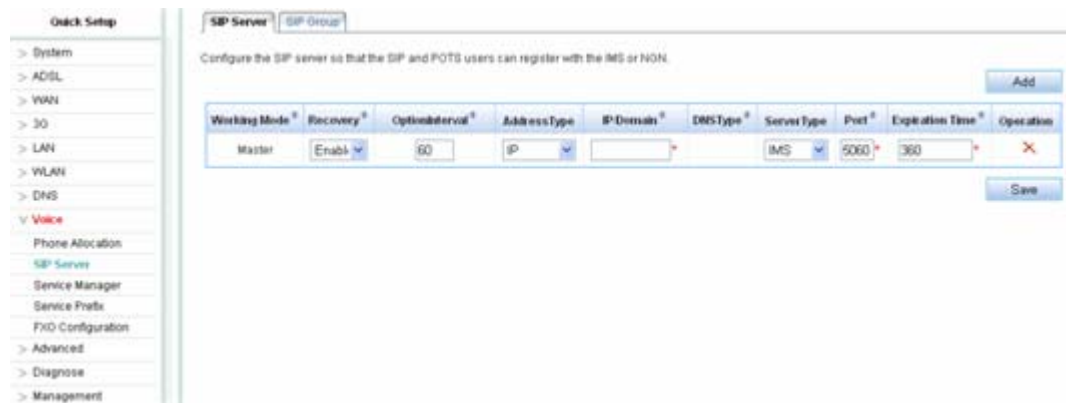 Quick Setup
> System
> ADSL
> WAN
> 3G
> LAN
> WLAN
> DNS
v Voice
Phone Allocation
SIP Server
Service Manager
Service Prefix
FXO Configuration
> Advanced
> Diagnose
> Management
SIP Server SIP Group
Configure the SIP server so that the SIP and POTS users can register with the IMS or NGN.
Add
Working Mode Recovery OptionInterval AddressType IP/Domain DNSType ServerType Port Expiration Time Operation
Master Enabl 60 IP * IMS 5060 * 360 *
Save